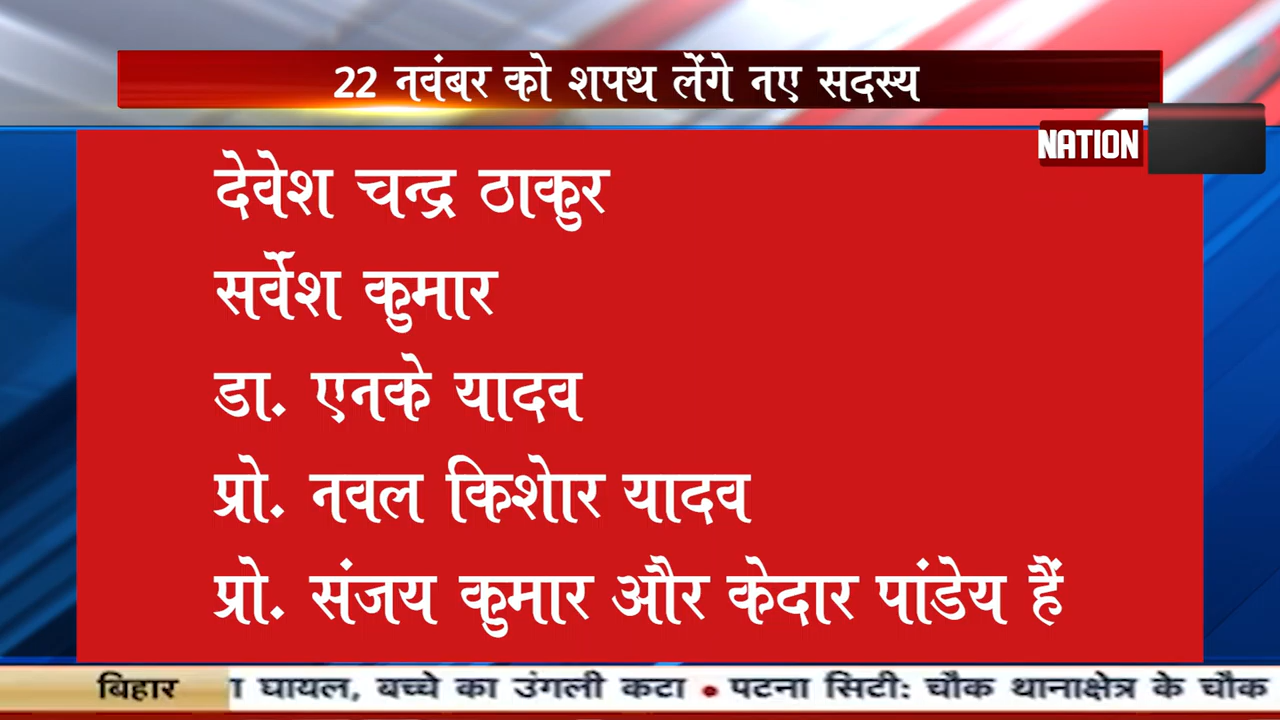 22 नवंबर को शपथ लेंगे नए सदस्य
NATION
देवेश चन्द्र ठाकुर
सर्वेश कुमार
डा. एनके यादव
प्रो. नवल किशोर यादव
प्रो. संजय कुमार और केदार पांडेय हैं
बिहार
ा घायल, बच्चे का उंगली कटा • पटना सिटी: चौक थानाक्षेत्र के चौक